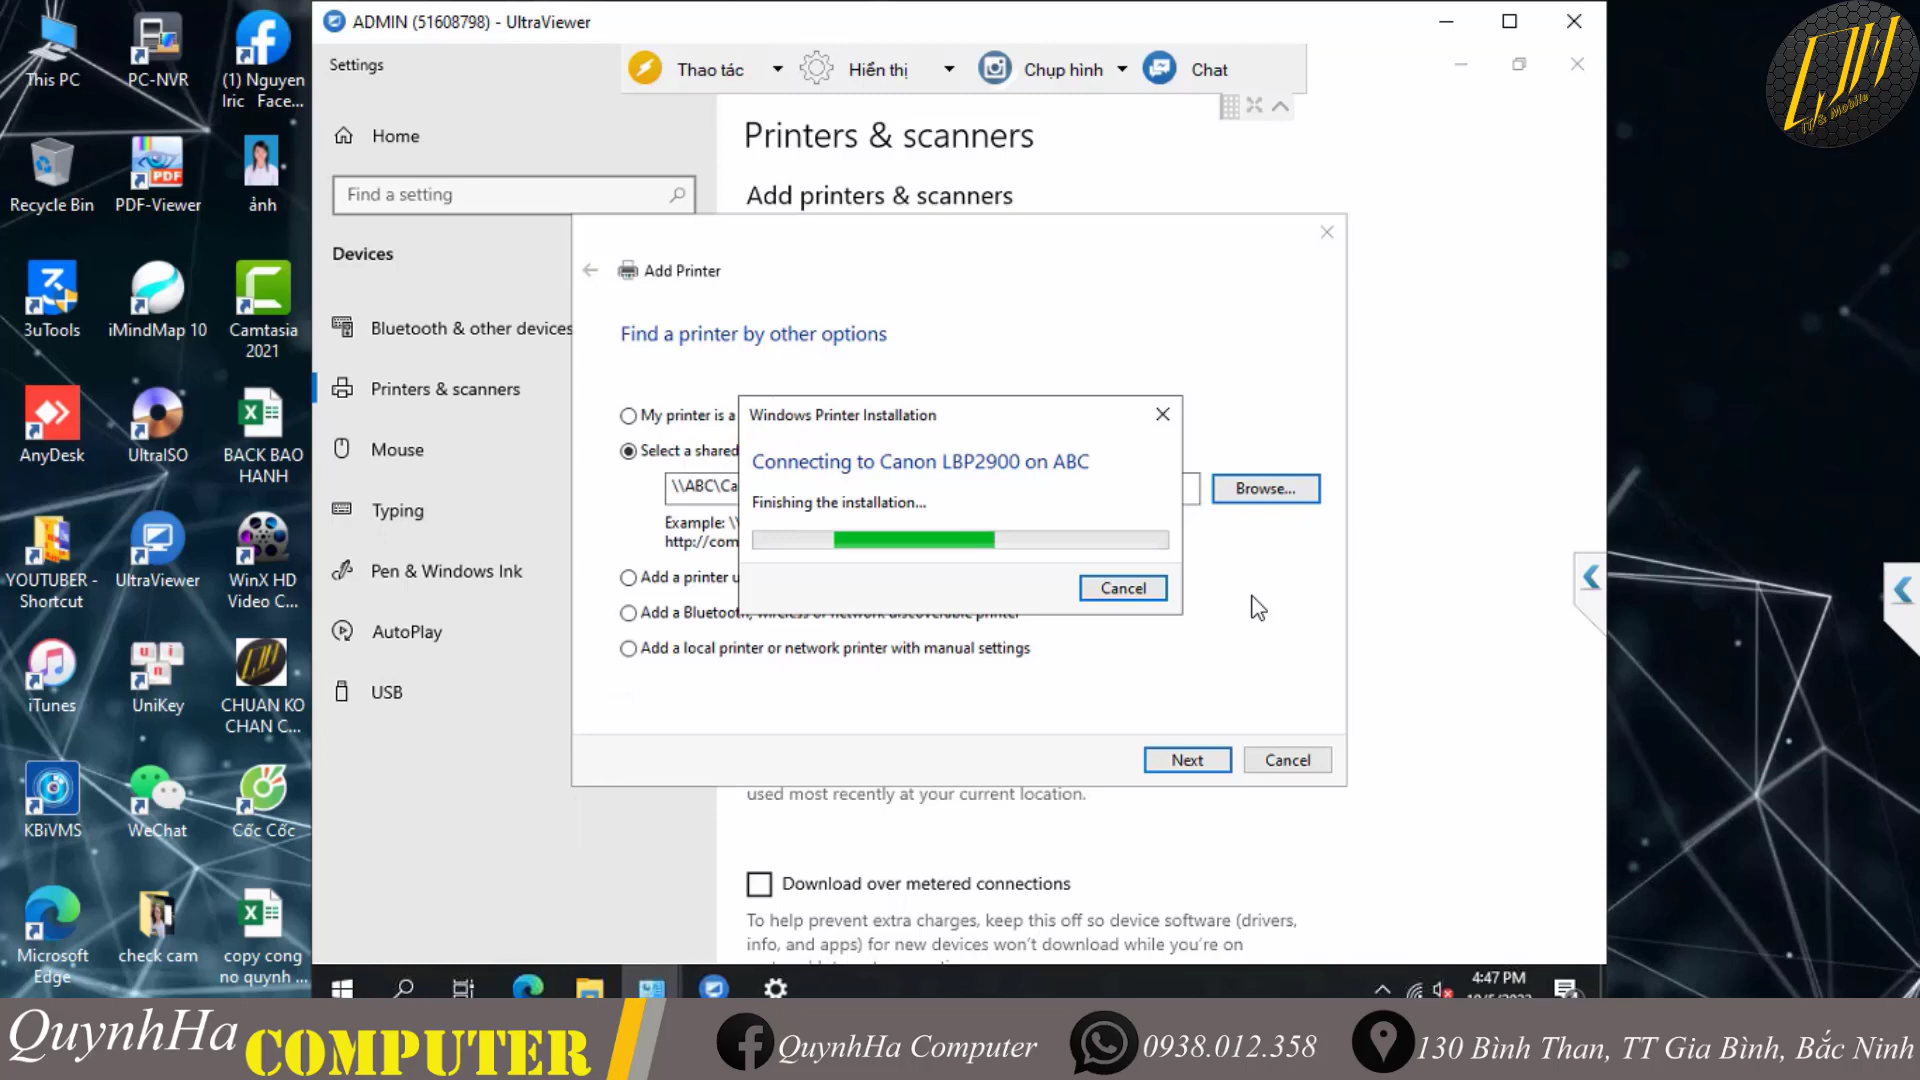 This PC
PC-NVR
(1) Nguyen
Iric Face...
Recycle Bin
PDF-Viewer
ảnh
3uTools
iMindMap 10
Camtasia
2021
AnyDesk
UltraISO
BACK BAO
HANH
YOUTUBER -
Shortcut
UltraViewer
WinX HD
Video C...
iTunes
UniKey
CHUAN KO
CHAN C...
KBiVMS
WeChat
Cốc Cốc
Microsoft
Edge
check cam
copy cong
no quynh ...
ADMIN (51608798) - UltraViewer
Settings
Thao tác
Hiển thị
Chụp hình
Chat
Home
Find a setting
Devices
Bluetooth & other devices
Printers & scanners
Mouse
Typing
Pen & Windows Ink
AutoPlay
USB
Printers & scanners
Add printers & scanners
Add Printer
Find a printer by other options
My printer is a
Select a shared
\\ABC\Ca
Browse...
Example: \\
http://com
Add a printer u
Add a Bluetooth, wireless or network discoverable printer
Add a local printer or network printer with manual settings
Next
Cancel
Windows Printer Installation
Connecting to Canon LBP2900 on ABC
Finishing the installation...
Cancel
used most recently at your current location.
Download over metered connections
To help prevent extra charges, keep this off so device software (drivers,
info, and apps) for new devices won't download while you're on
4:47 PM
IT & Mobile
QuynhHa
COMPUTER
QuynhHa Computer
0938.012.358
130 Bình Than, TT Gia Bình, Bắc Ninh